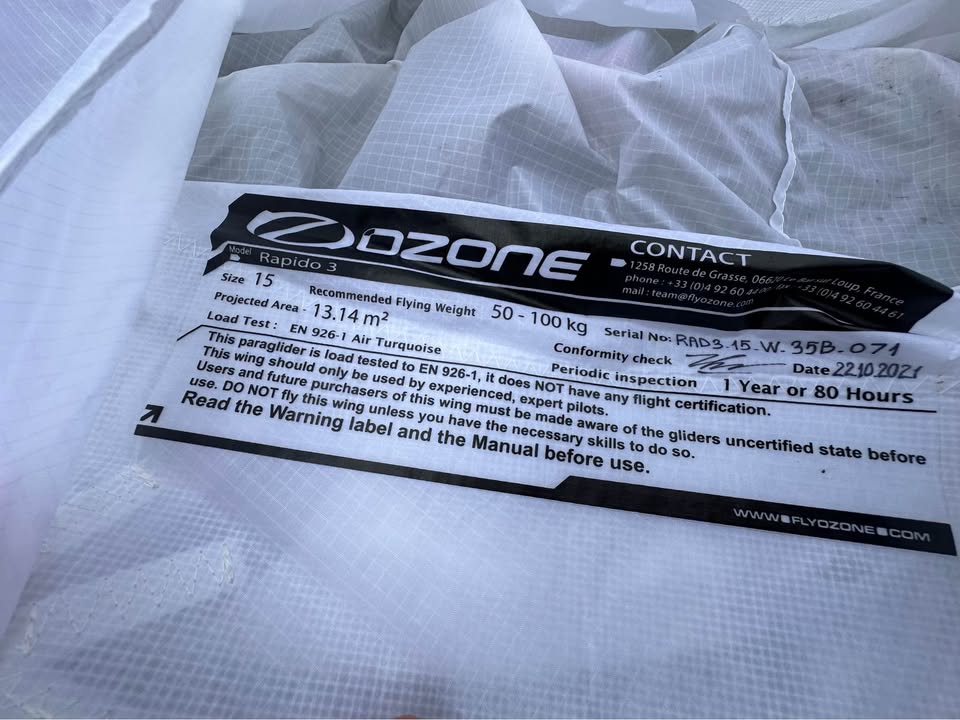 OZONE
Model
Rapido 3
CONTACT
1258 Route de Grasse, Loup, France
phone : +33 (0)4 92 60 +33 (0)4 92 60 44 61
mail : team@flyozone.com
Size 15
Recommended Flying Weight 50 - 100 kg
Serial No: RAD3.15-W-35B-071
Projected Area - 13.14 m²
Conformity check
Date 22.10.2021
Load Test : EN 926-1 Air Turquoise
Periodic inspection 1 Year or 80 Hours
This paraglider is load tested to EN 926-1, it does NOT have any flight certification.
This wing should only be used by experienced, expert pilots.
Users and future purchasers of this wing must be made aware of the gliders uncertified state before
use. DO NOT fly this wing unless you have the necessary skills to do so.
Read the Warning label and the Manual before use.
WWW.FLYOZONE.COM